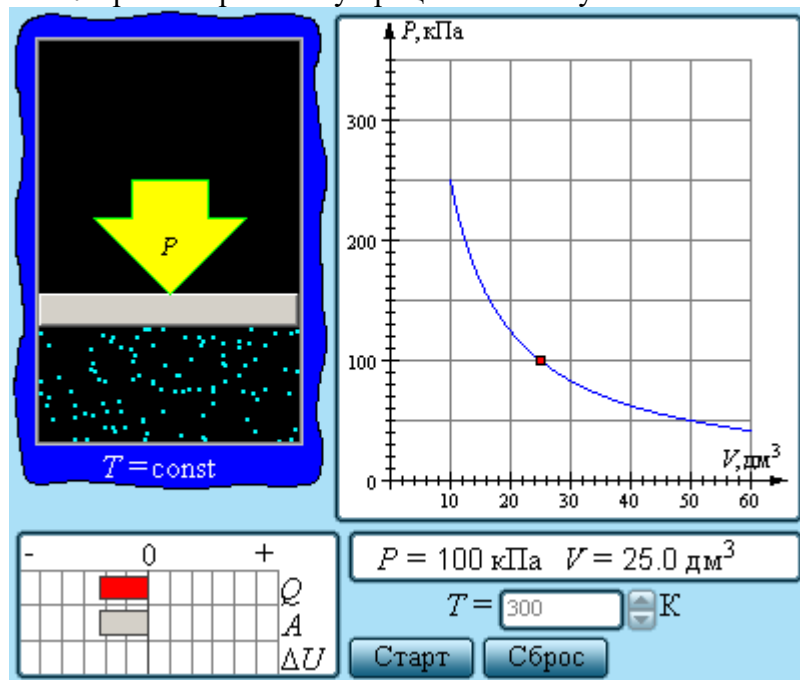 P, кПа
300
200
100
0
10 20 30 40 50 60
V, дм³
P
T = const
- 0 +
Q
A
ΔU
P = 100 кПа V = 25.0 дм³
T = 300 К
Старт Сброс